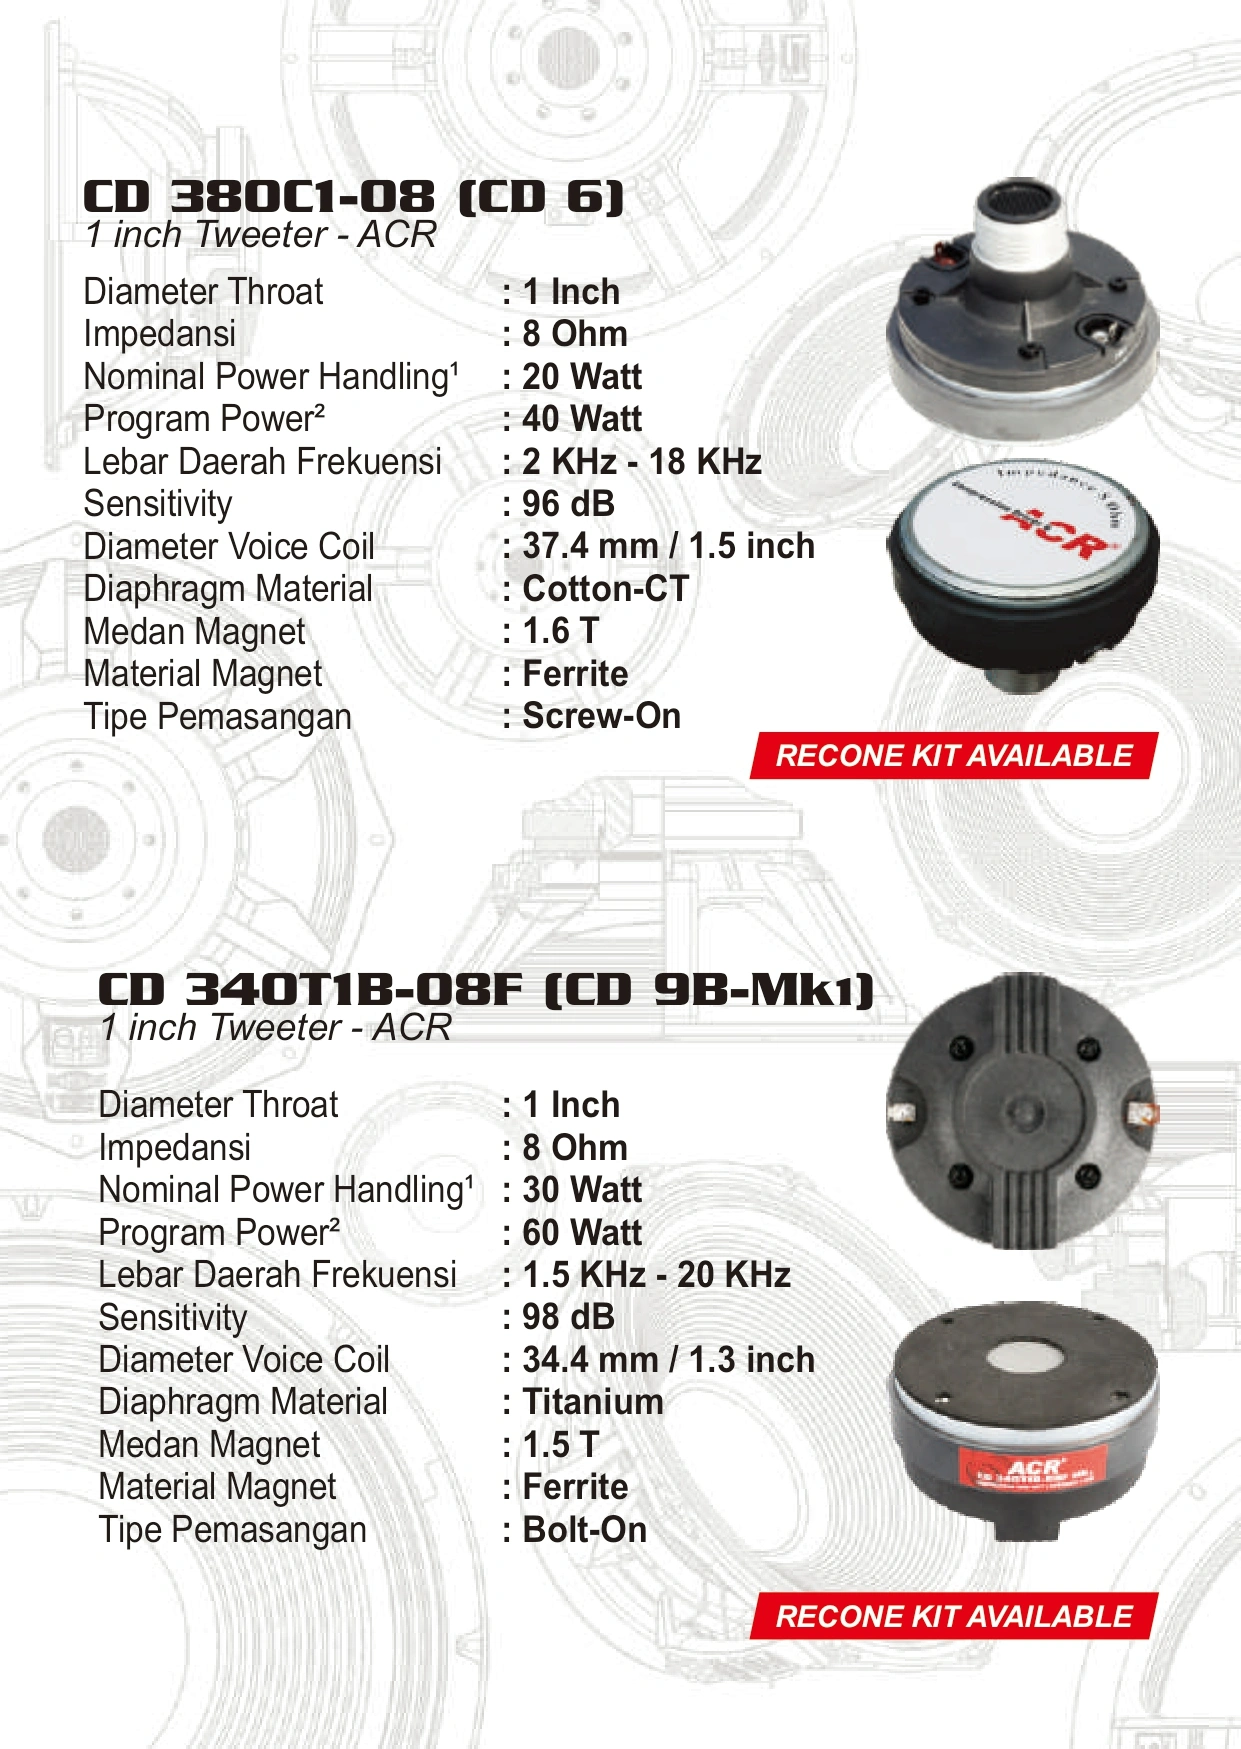 CD 380C1-08 (CD 6)
1 inch Tweeter - ACR
Diameter Throat : 1 Inch
Impedansi : 8 Ohm
Nominal Power Handling¹ : 20 Watt
Program Power² : 40 Watt
Lebar Daerah Frekuensi : 2 KHz - 18 KHz
Sensitivity : 96 dB
Diameter Voice Coil : 37.4 mm / 1.5 inch
Diaphragm Material : Cotton-CT
Medan Magnet : 1.6 T
Material Magnet : Ferrite
Tipe Pemasangan : Screw-On
Impedance 8 Ohm
ACR
RECONE KIT AVAILABLE
CD 340T1B-08F (CD 9B-Mk1)
1 inch Tweeter - ACR
Diameter Throat : 1 Inch
Impedansi : 8 Ohm
Nominal Power Handling¹ : 30 Watt
Program Power² : 60 Watt
Lebar Daerah Frekuensi : 1.5 KHz - 20 KHz
Sensitivity : 98 dB
Diameter Voice Coil : 34.4 mm / 1.3 inch
Diaphragm Material : Titanium
Medan Magnet : 1.5 T
Material Magnet : Ferrite
Tipe Pemasangan : Bolt-On
ACR
RECONE KIT AVAILABLE